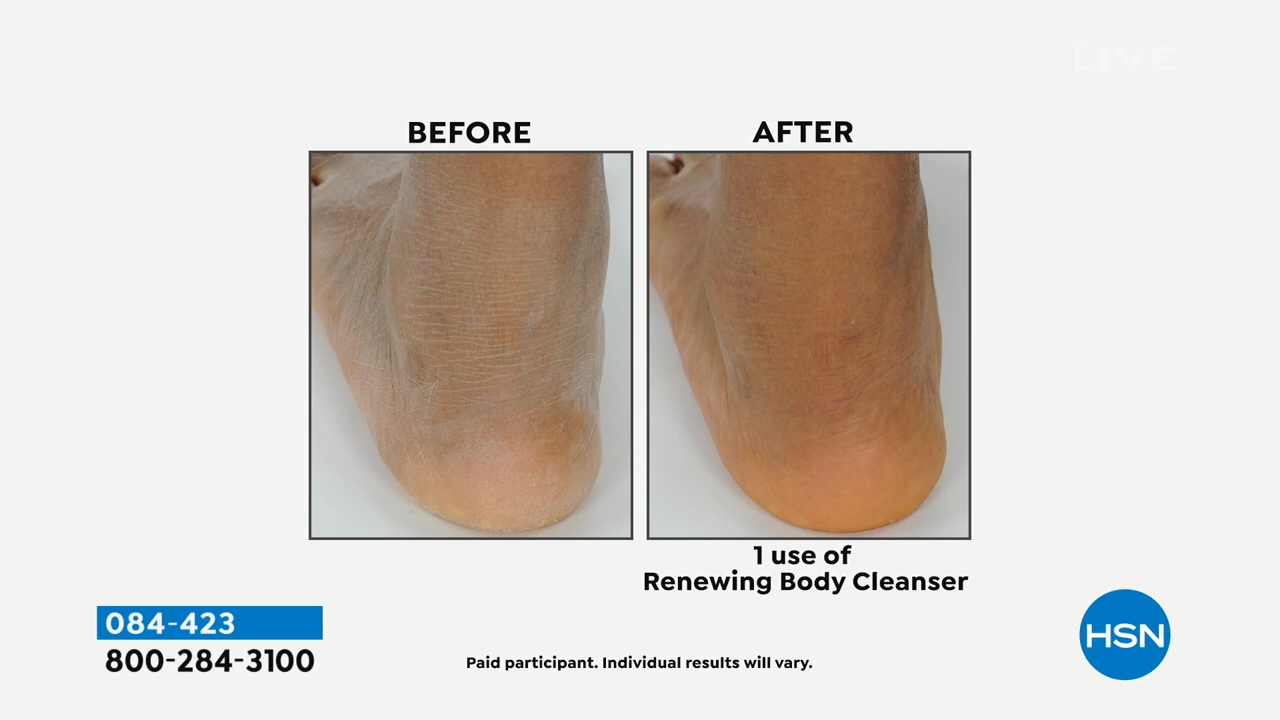 LIVE
BEFORE
AFTER
1 use of
Renewing Body Cleanser
084-423
800-284-3100
Paid participant. Individual results will vary.
HSN